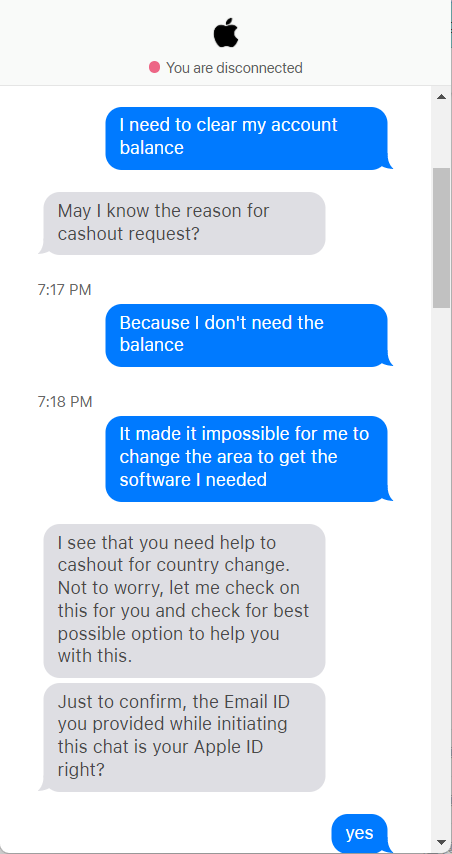 You are disconnected
I need to clear my account
balance
May I know the reason for
cashout request?
7:17 PM
Because I don't need the
balance
7:18 PM
It made it impossible for me to
change the area to get the
software I needed
I see that you need help to
cashout for country change.
Not to worry, let me check on
this for you and check for best
possible option to help you
with this.
Just to confirm, the Email ID
you provided while initiating
this chat is your Apple ID
right?
yes